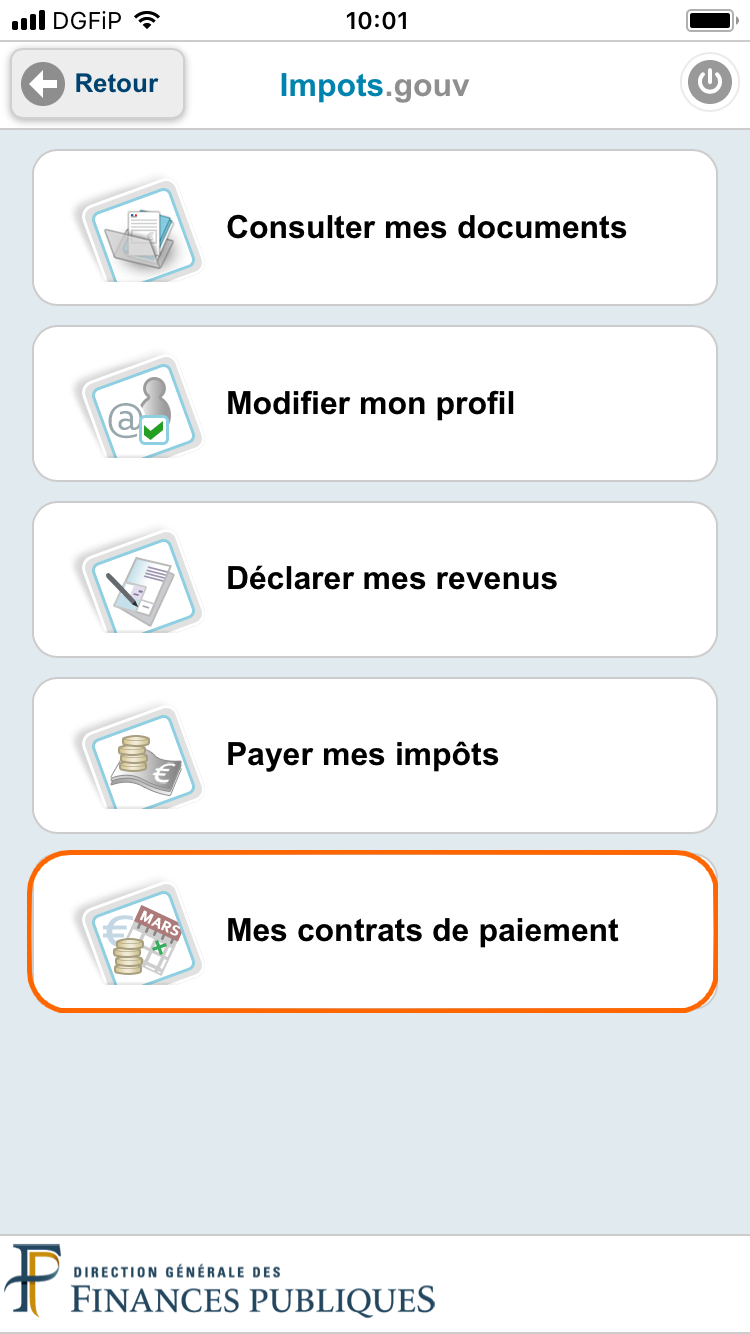 DGFiP 10:01
Retour Impots.gouv
Consulter mes documents
Modifier mon profil
Déclarer mes revenus
Payer mes impôts
MARS
Mes contrats de paiement
DIRECTION GÉNÉRALE DES
FINANCES PUBLIQUES